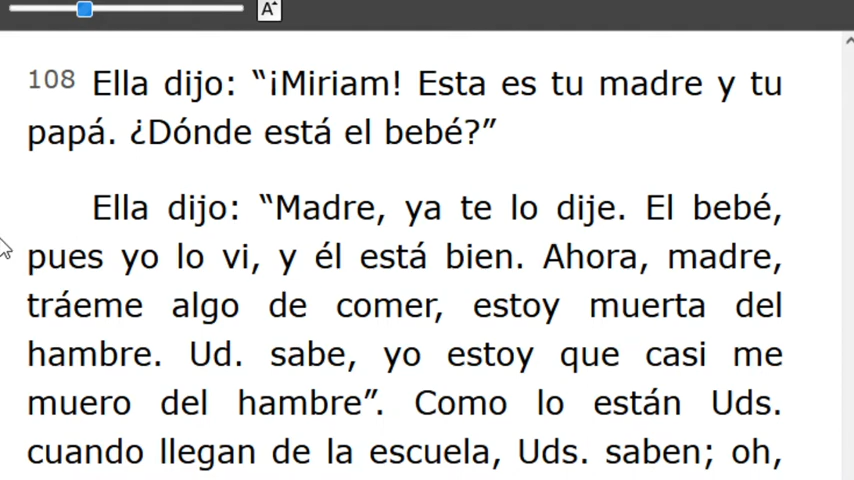 A
108 Ella dijo: “¡Miriam! Esta es tu madre y tu
papá. ¿Dónde está el bebé?”
Ella dijo: “Madre, ya te lo dije. El bebé,
pues yo lo vi, y él está bien. Ahora, madre,
tráeme algo de comer, estoy muerta del
hambre. Ud. sabe, yo estoy que casi me
muero del hambre”. Como lo están Uds.
cuando llegan de la escuela, Uds. saben; oh,